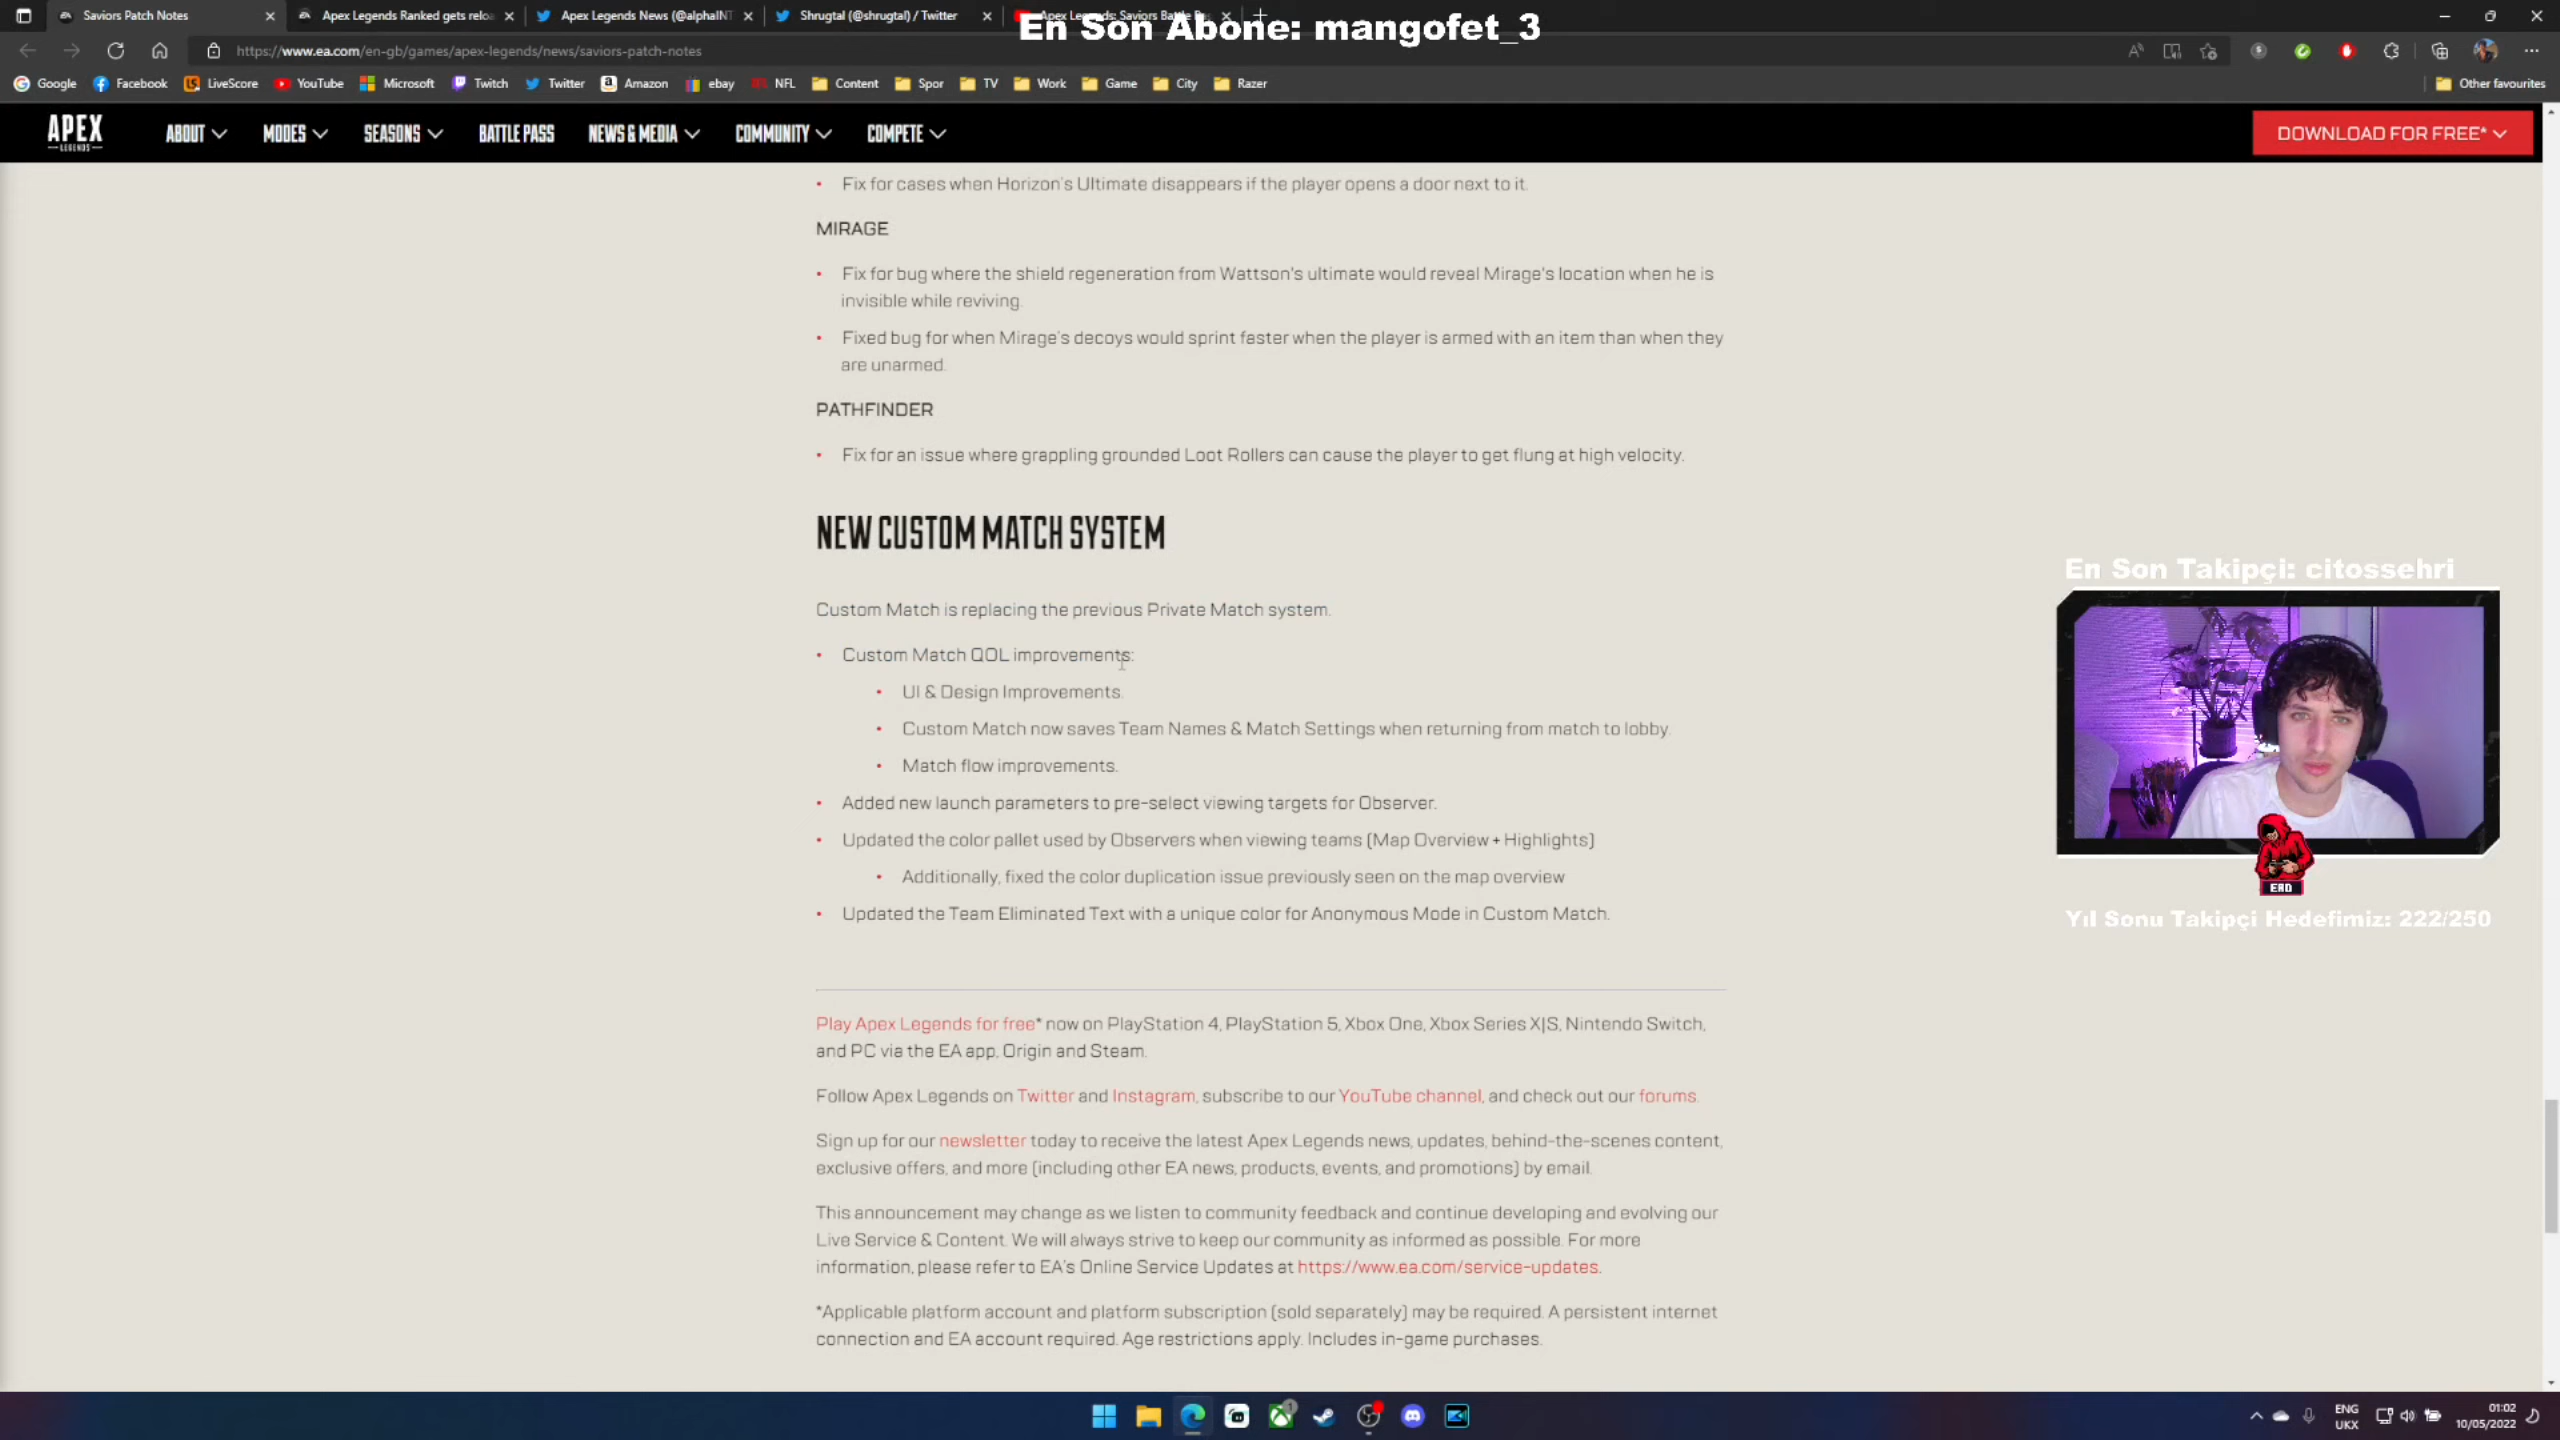 Saviors Patch Notes
Apex Legends Ranked gets relo
Apex Legends News (@alphaINT
Shrugtal (@shrugtal) / Twitter
Apex Legends: Saviors Battle
En Son Abone: mangofet_3
https://www.ea.com/en-gb/games/apex-legends/news/saviors-patch-notes
Google Facebook LiveScore YouTube Microsoft Twitch Twitter Amazon ebay NFL Content Spor TV Work Game City Razer Other favourites
APEX LEGENDS ABOUT MODES SEASONS BATTLE PASS NEWS & MEDIA COMMUNITY COMPETE DOWNLOAD FOR FREE*
• Fix for cases when Horizon's Ultimate disappears if the player opens a door next to it.
MIRAGE
• Fix for bug where the shield regeneration from Wattson's ultimate would reveal Mirage's location when he is
invisible while reviving.
• Fixed bug for when Mirage's decoys would sprint faster when the player is armed with an item than when they
are unarmed.
PATHFINDER
• Fix for an issue where grappling grounded Loot Rollers can cause the player to get flung at high velocity.
NEW CUSTOM MATCH SYSTEM
Custom Match is replacing the previous Private Match system.
• Custom Match QOL improvements:
• UI & Design Improvements.
• Custom Match now saves Team Names & Match Settings when returning from match to lobby.
• Match flow improvements.
• Added new launch parameters to pre-select viewing targets for Observer.
• Updated the color pallet used by Observers when viewing teams (Map Overview + Highlights)
• Additionally, fixed the color duplication issue previously seen on the map overview
• Updated the Team Eliminated Text with a unique color for Anonymous Mode in Custom Match.
En Son Takipçi: citossehri
ERD
Yıl Sonu Takipçi Hedefimiz: 222/250
Play Apex Legends for free* now on PlayStation 4, PlayStation 5, Xbox One, Xbox Series X|S, Nintendo Switch,
and PC via the EA app, Origin and Steam.
Follow Apex Legends on Twitter and Instagram, subscribe to our YouTube channel, and check out our forums.
Sign up for our newsletter today to receive the latest Apex Legends news, updates, behind-the-scenes content,
exclusive offers, and more (including other EA news, products, events, and promotions) by email.
This announcement may change as we listen to community feedback and continue developing and evolving our
Live Service & Content. We will always strive to keep our community as informed as possible. For more
information, please refer to EA's Online Service Updates at https://www.ea.com/service-updates.
*Applicable platform account and platform subscription (sold separately) may be required. A persistent internet
connection and EA account required. Age restrictions apply. Includes in-game purchases.
ENG
UKX
01:02
10/05/2022